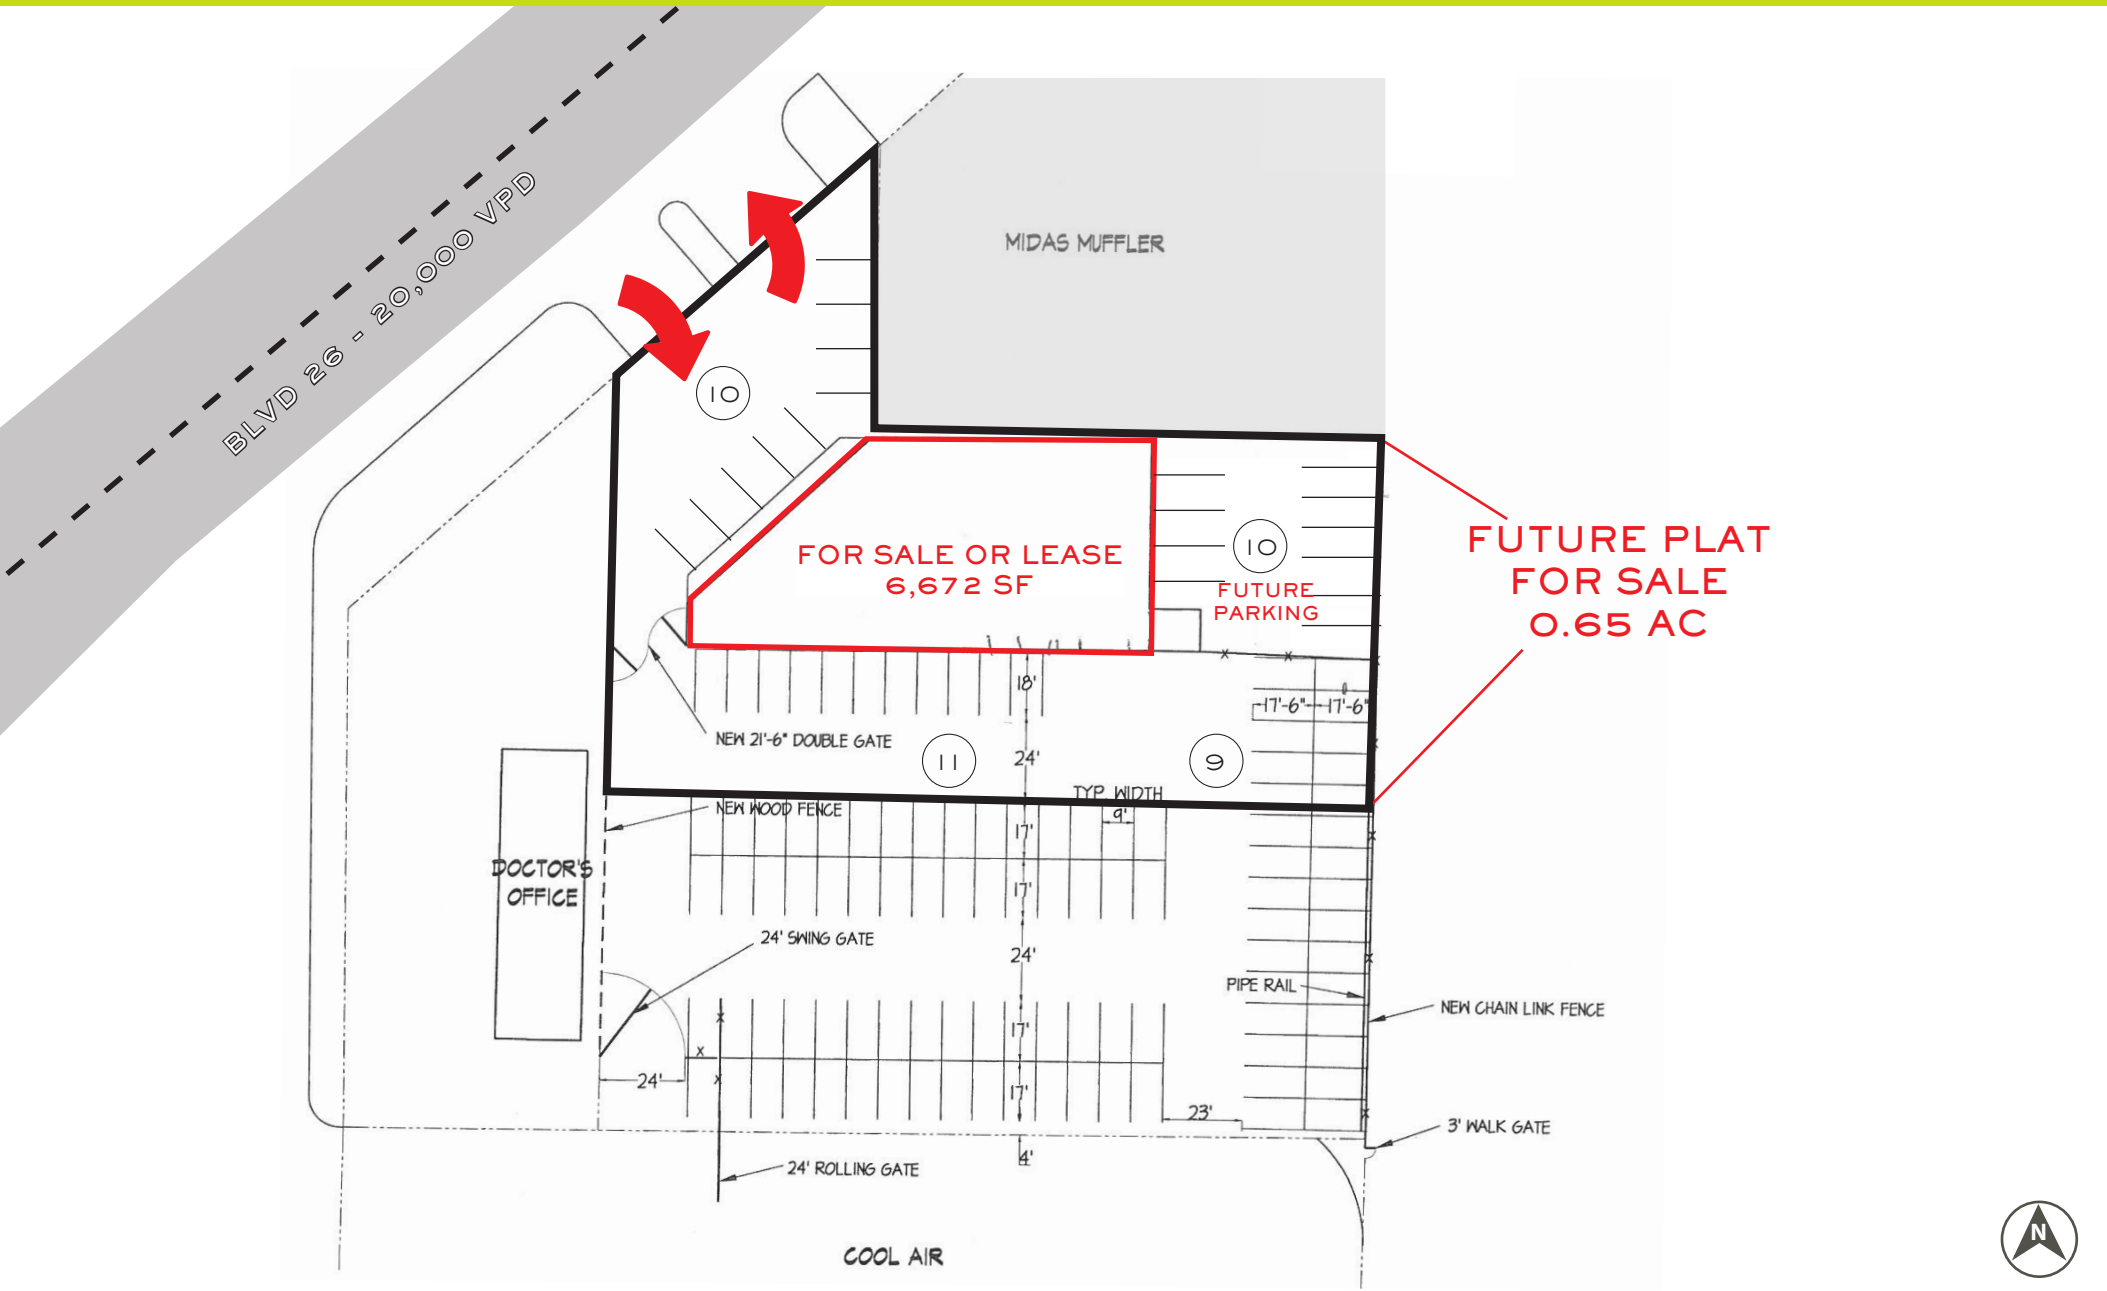 BLVD 26 - 20,000 VPD
MIDAS MUFFLER
10
FOR SALE OR LEASE
6,672 SF
10
FUTURE
PARKING
FUTURE PLAT
FOR SALE
0.65 AC
18'
17'-6"
17'-6"
NEW 21'-6" DOUBLE GATE
11
24'
9
TYP. WIDTH
9'
NEW WOOD FENCE
17'
DOCTOR'S
OFFICE
17'
24' SWING GATE
24'
PIPE RAIL
NEW CHAIN LINK FENCE
17'
24'
17'
23'
3' WALK GATE
4'
24' ROLLING GATE
COOL AIR
N